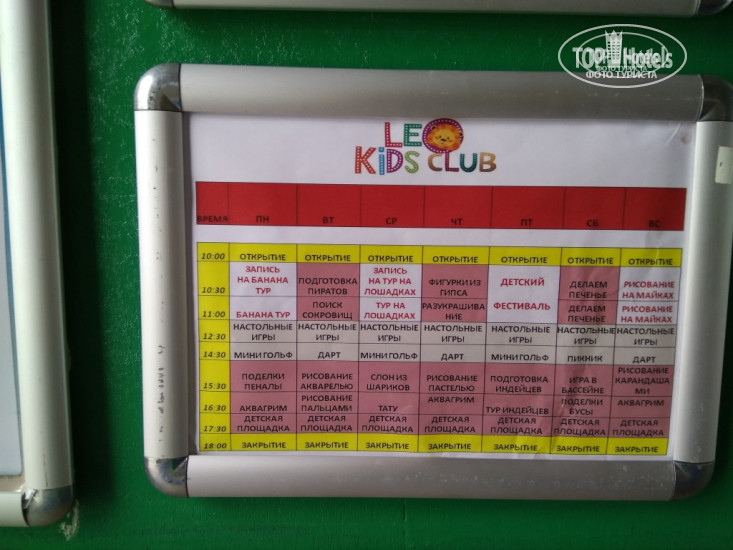 TOP Hotels
ФОТО ТУРИСТА
LEO
KiDS CLUB
ВРЕМЯ ПН ВТ СР ЧТ ПТ СБ ВС
10:00 ОТКРЫТИЕ ОТКРЫТИЕ ОТКРЫТИЕ ОТКРЫТИЕ ОТКРЫТИЕ ОТКРЫТИЕ ОТКРЫТИЕ
10:30 ЗАПИСЬ НА БАНАНА ТУР ПОДГОТОВКА ПИРАТОВ ЗАПИСЬ НА ТУР НА ЛОШАДКАХ ФИГУРКИ ИЗ ГИПСА ДЕТСКИЙ ДЕЛАЕМ ПЕЧЕНЬЕ РИСОВАНИЕ НА МАЙКАХ
11:00 БАНАНА ТУР ПОИСК СОКРОВИЩ ТУР НА ЛОШАДКАХ РАЗУКРАШИВАНИЕ ФЕСТИВАЛЬ ДЕЛАЕМ ПЕЧЕНЬЕ РИСОВАНИЕ НА МАЙКАХ
12:30 НАСТОЛЬНЫЕ ИГРЫ НАСТОЛЬНЫЕ ИГРЫ НАСТОЛЬНЫЕ ИГРЫ НАСТОЛЬНЫЕ ИГРЫ НАСТОЛЬНЫЕ ИГРЫ НАСТОЛЬНЫЕ ИГРЫ НАСТОЛЬНЫЕ ИГРЫ
14:30 МИНИ ГОЛЬФ ДАРТ МИНИ ГОЛЬФ ДАРТ МИНИ ГОЛЬФ ПИКНИК ДАРТ
15:30 ПОДЕЛКИ ПЕНАЛЫ РИСОВАНИЕ АКВАРЕЛЬЮ СЛОН ИЗ ШАРИКОВ РИСОВАНИЕ ПАСТЕЛЬЮ ПОДГОТОВКА ИНДЕЙЦЕВ ИГРА В БАССЕЙНЕ РИСОВАНИЕ КАРАНДАШАМИ
16:30 АКВАГРИМ РИСОВАНИЕ ПАЛЬЦАМИ ТАТУ АКВАГРИМ ТУР ИНДЕЙЦЕВ ПОДЕЛКИ БУСЫ АКВАГРИМ
17:30 ДЕТСКАЯ ПЛОЩАДКА ДЕТСКАЯ ПЛОЩАДКА ДЕТСКАЯ ПЛОЩАДКА ДЕТСКАЯ ПЛОЩАДКА ДЕТСКАЯ ПЛОЩАДКА ДЕТСКАЯ ПЛОЩАДКА ДЕТСКАЯ ПЛОЩАДКА
18:00 ЗАКРЫТИЕ ЗАКРЫТИЕ ЗАКРЫТИЕ ЗАКРЫТИЕ ЗАКРЫТИЕ ЗАКРЫТИЕ ЗАКРЫТИЕ